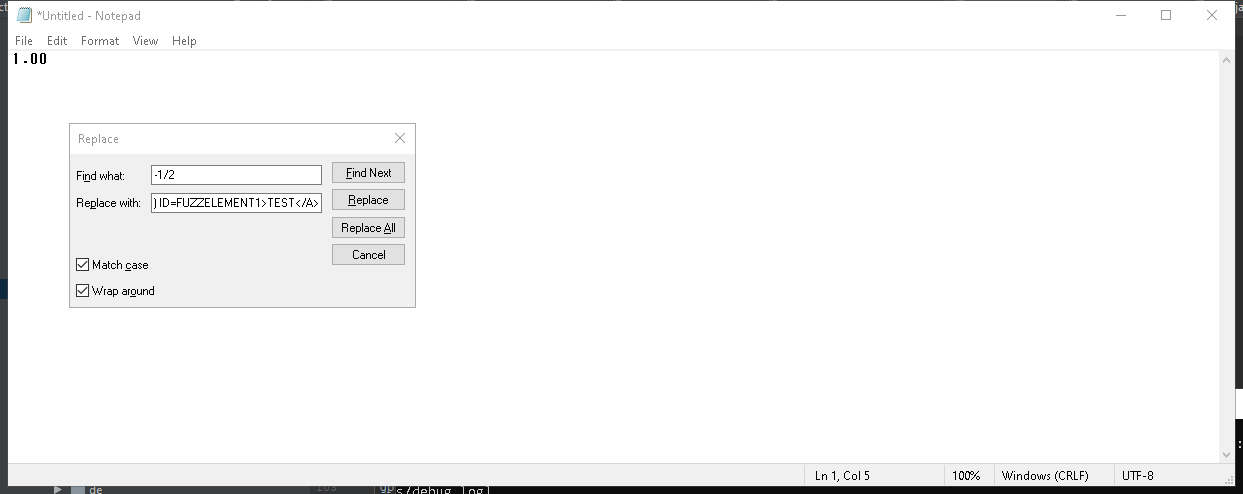 *Untitled - Notepad
File Edit Format View Help
1.00
Replace
Find what: -1/2 Find Next
Replace with: )ID=FUZZELEMENT1>TEST</A> Replace
Replace All
Cancel
Match case
Wrap around
Ln 1, Col 5 100% Windows (CRLF) UTF-8
de
s/debug.log